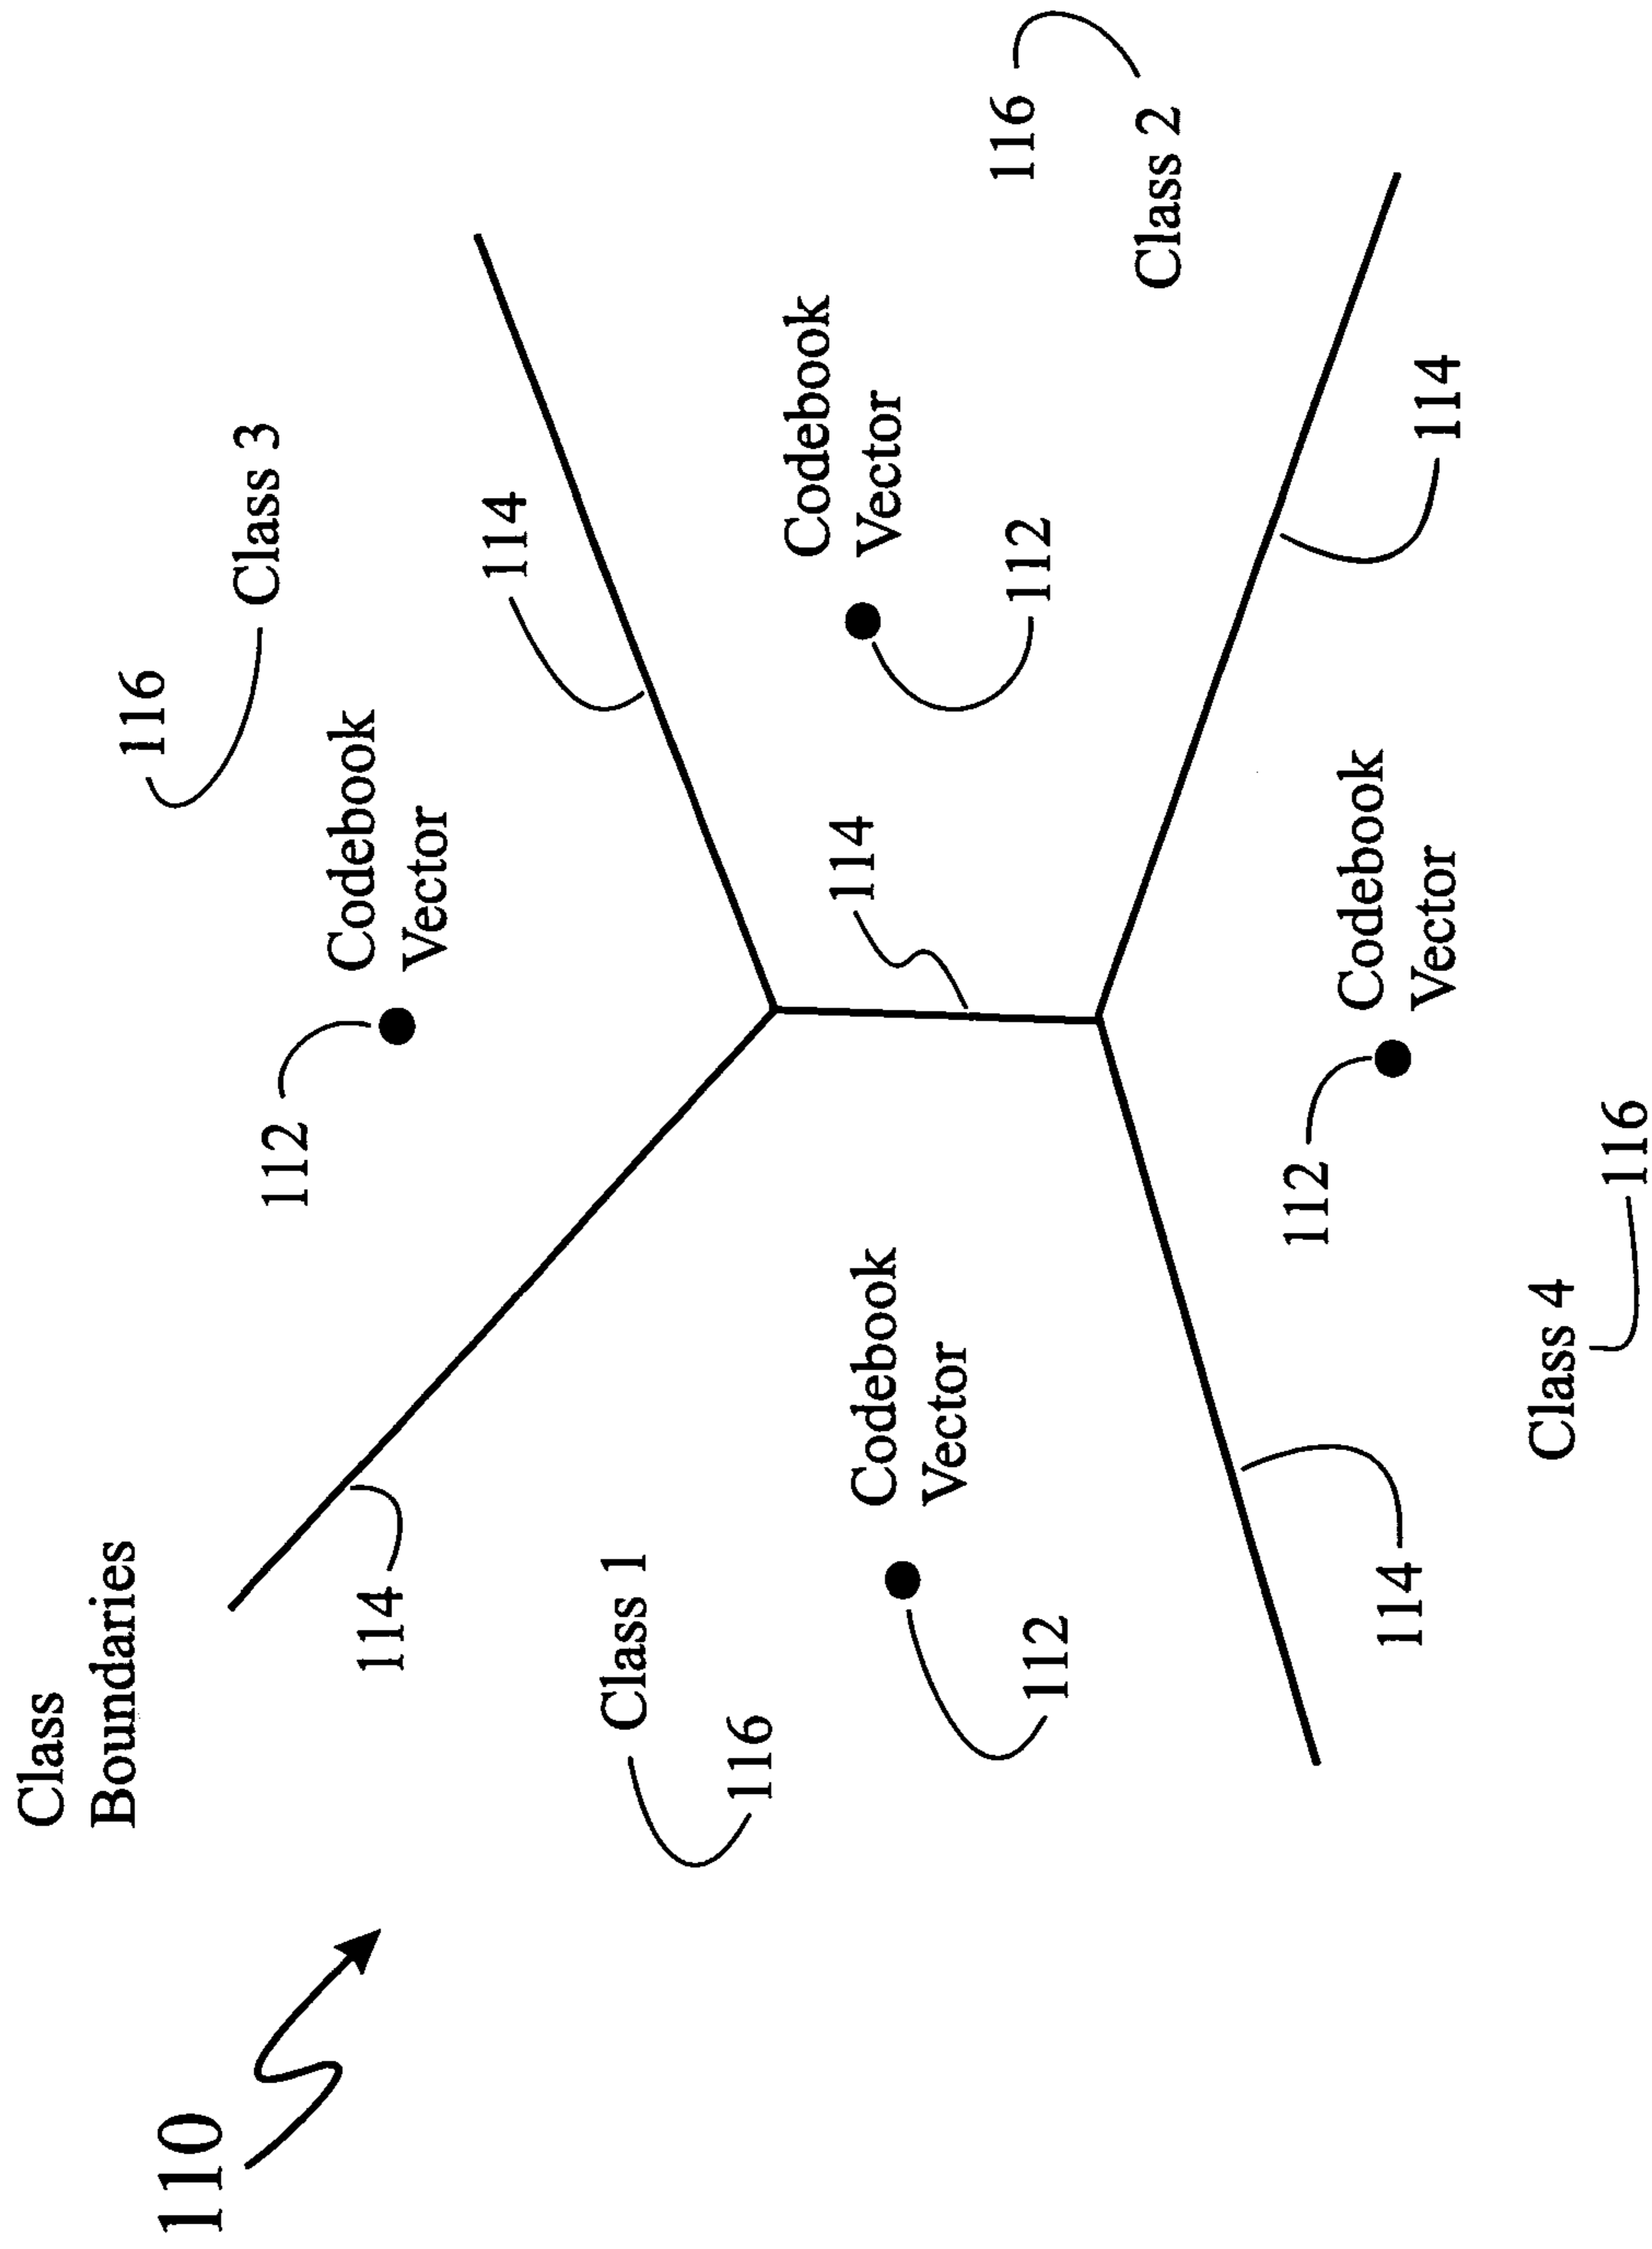 Class
Boundaries
116
110
Class 3
112
Codebook
Vector
114
114
Class 1
116
Codebook
Vector
114
Codebook
Vector
116
112
112
Class 2
112
Codebook
Vector
114
114
Class 4
116